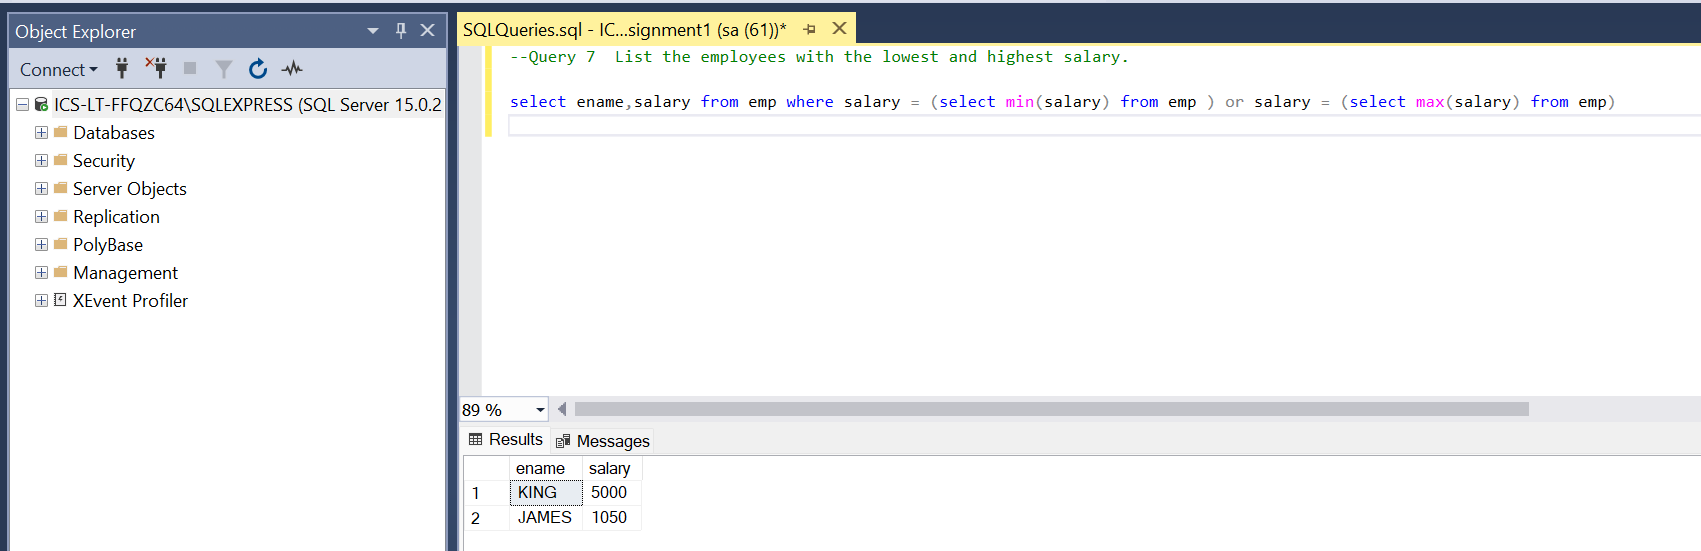 Object Explorer
Connect
ICS-LT-FFQZC64\SQLEXPRESS (SQL Server 15.0.2
Databases
Security
Server Objects
Replication
PolyBase
Management
XEvent Profiler
SQLQueries.sql - IC...signment1 (sa (61))*
--Query 7  List the employees with the lowest and highest salary.
select ename,salary from emp where salary = (select min(salary) from emp ) or salary = (select max(salary) from emp)
89 %
Results Messages
ename salary
1 KING 5000
2 JAMES 1050